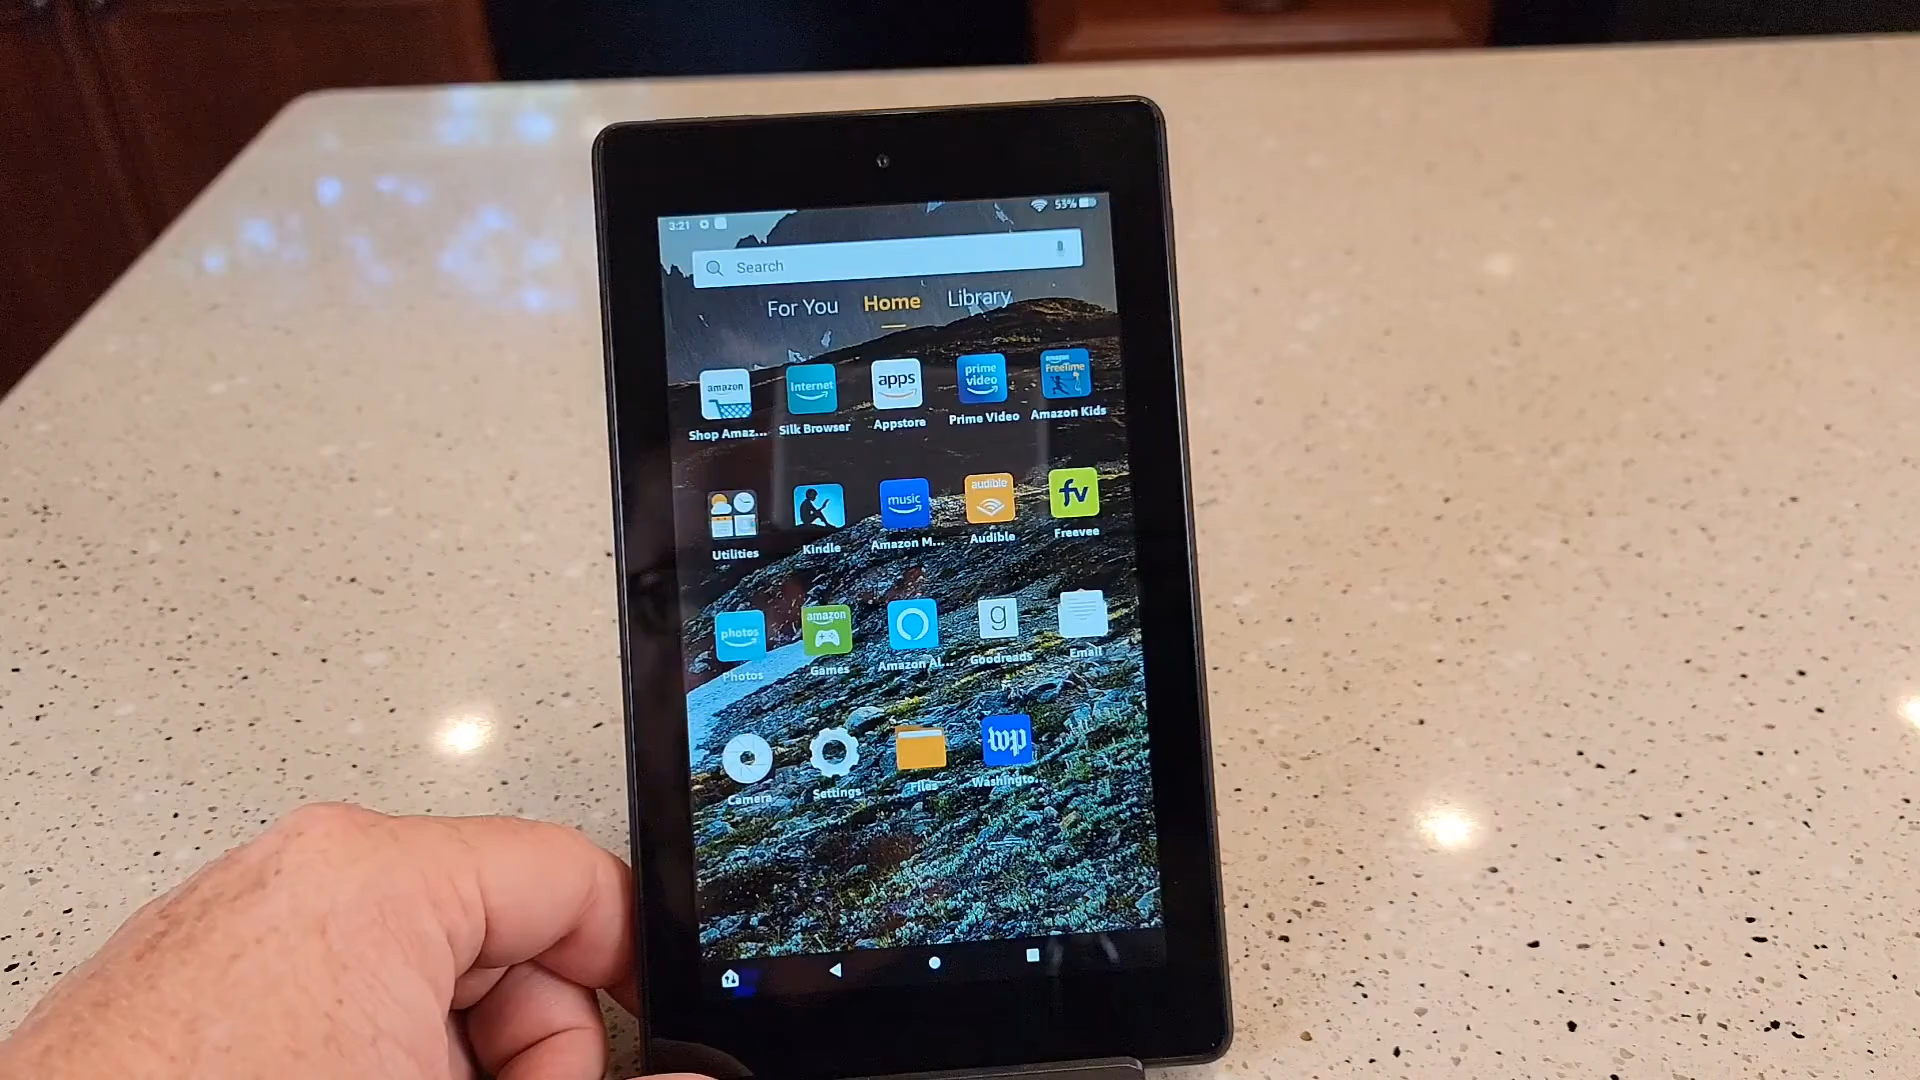 3:21 53%
Search
For You Home Library
amazon Internet apps prime video amazon FreeTime
Shop Amaz... Silk Browser Appstore Prime Video Amazon Kids
music audible fv
Utilities Kindle Amazon M... Audible Freevee
photos amazon g
Photos Games Amazon Al... Goodreads Email
wp
Camera Settings Files Washingto...